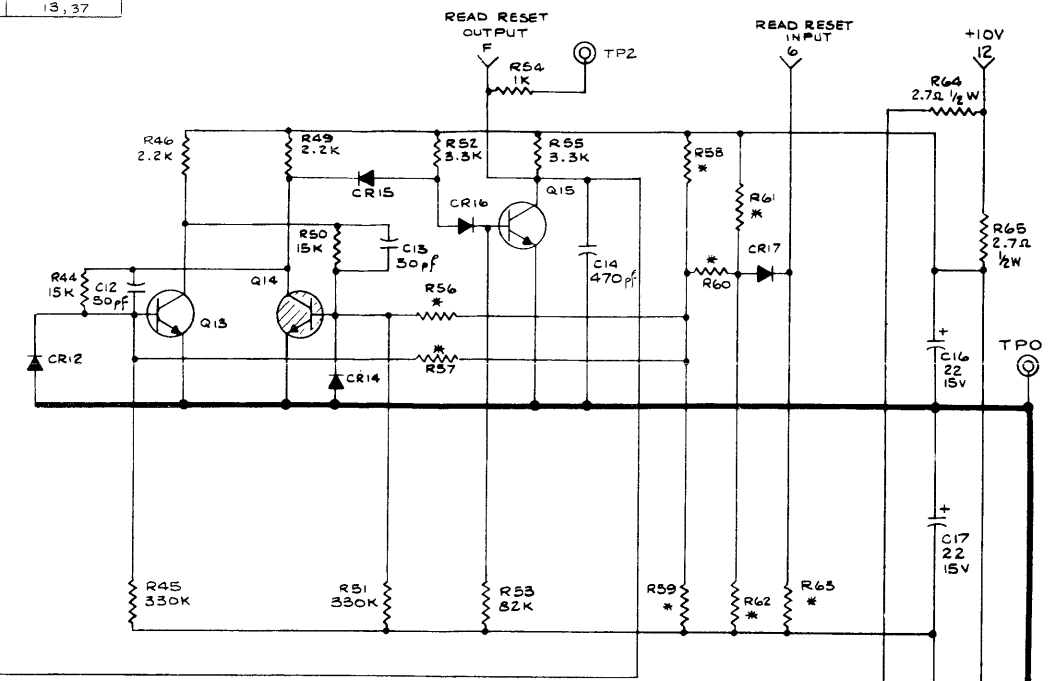 13,37
READ RESET
OUTPUT
F
TP2
R54
1K
READ RESET
INPUT
6
+10V
12
R64
2.7Ω ½W
R46
2.2K
R49
2.2K
R52
3.3K
R55
3.3K
R58
*
CR15
Q15
CR16
R61
*
R50
15K
C13
50pf
R65
2.7Ω
½W
CR17
*
R60
R44
15K
C12
50pf
Q14
C14
470pf
R56
*
Q13
*
R57
CR12
CR14
+
C16
22
15V
TP0
+
C17
22
15V
R45
330K
R51
330K
R53
82K
R59
*
R62
*
R63
*